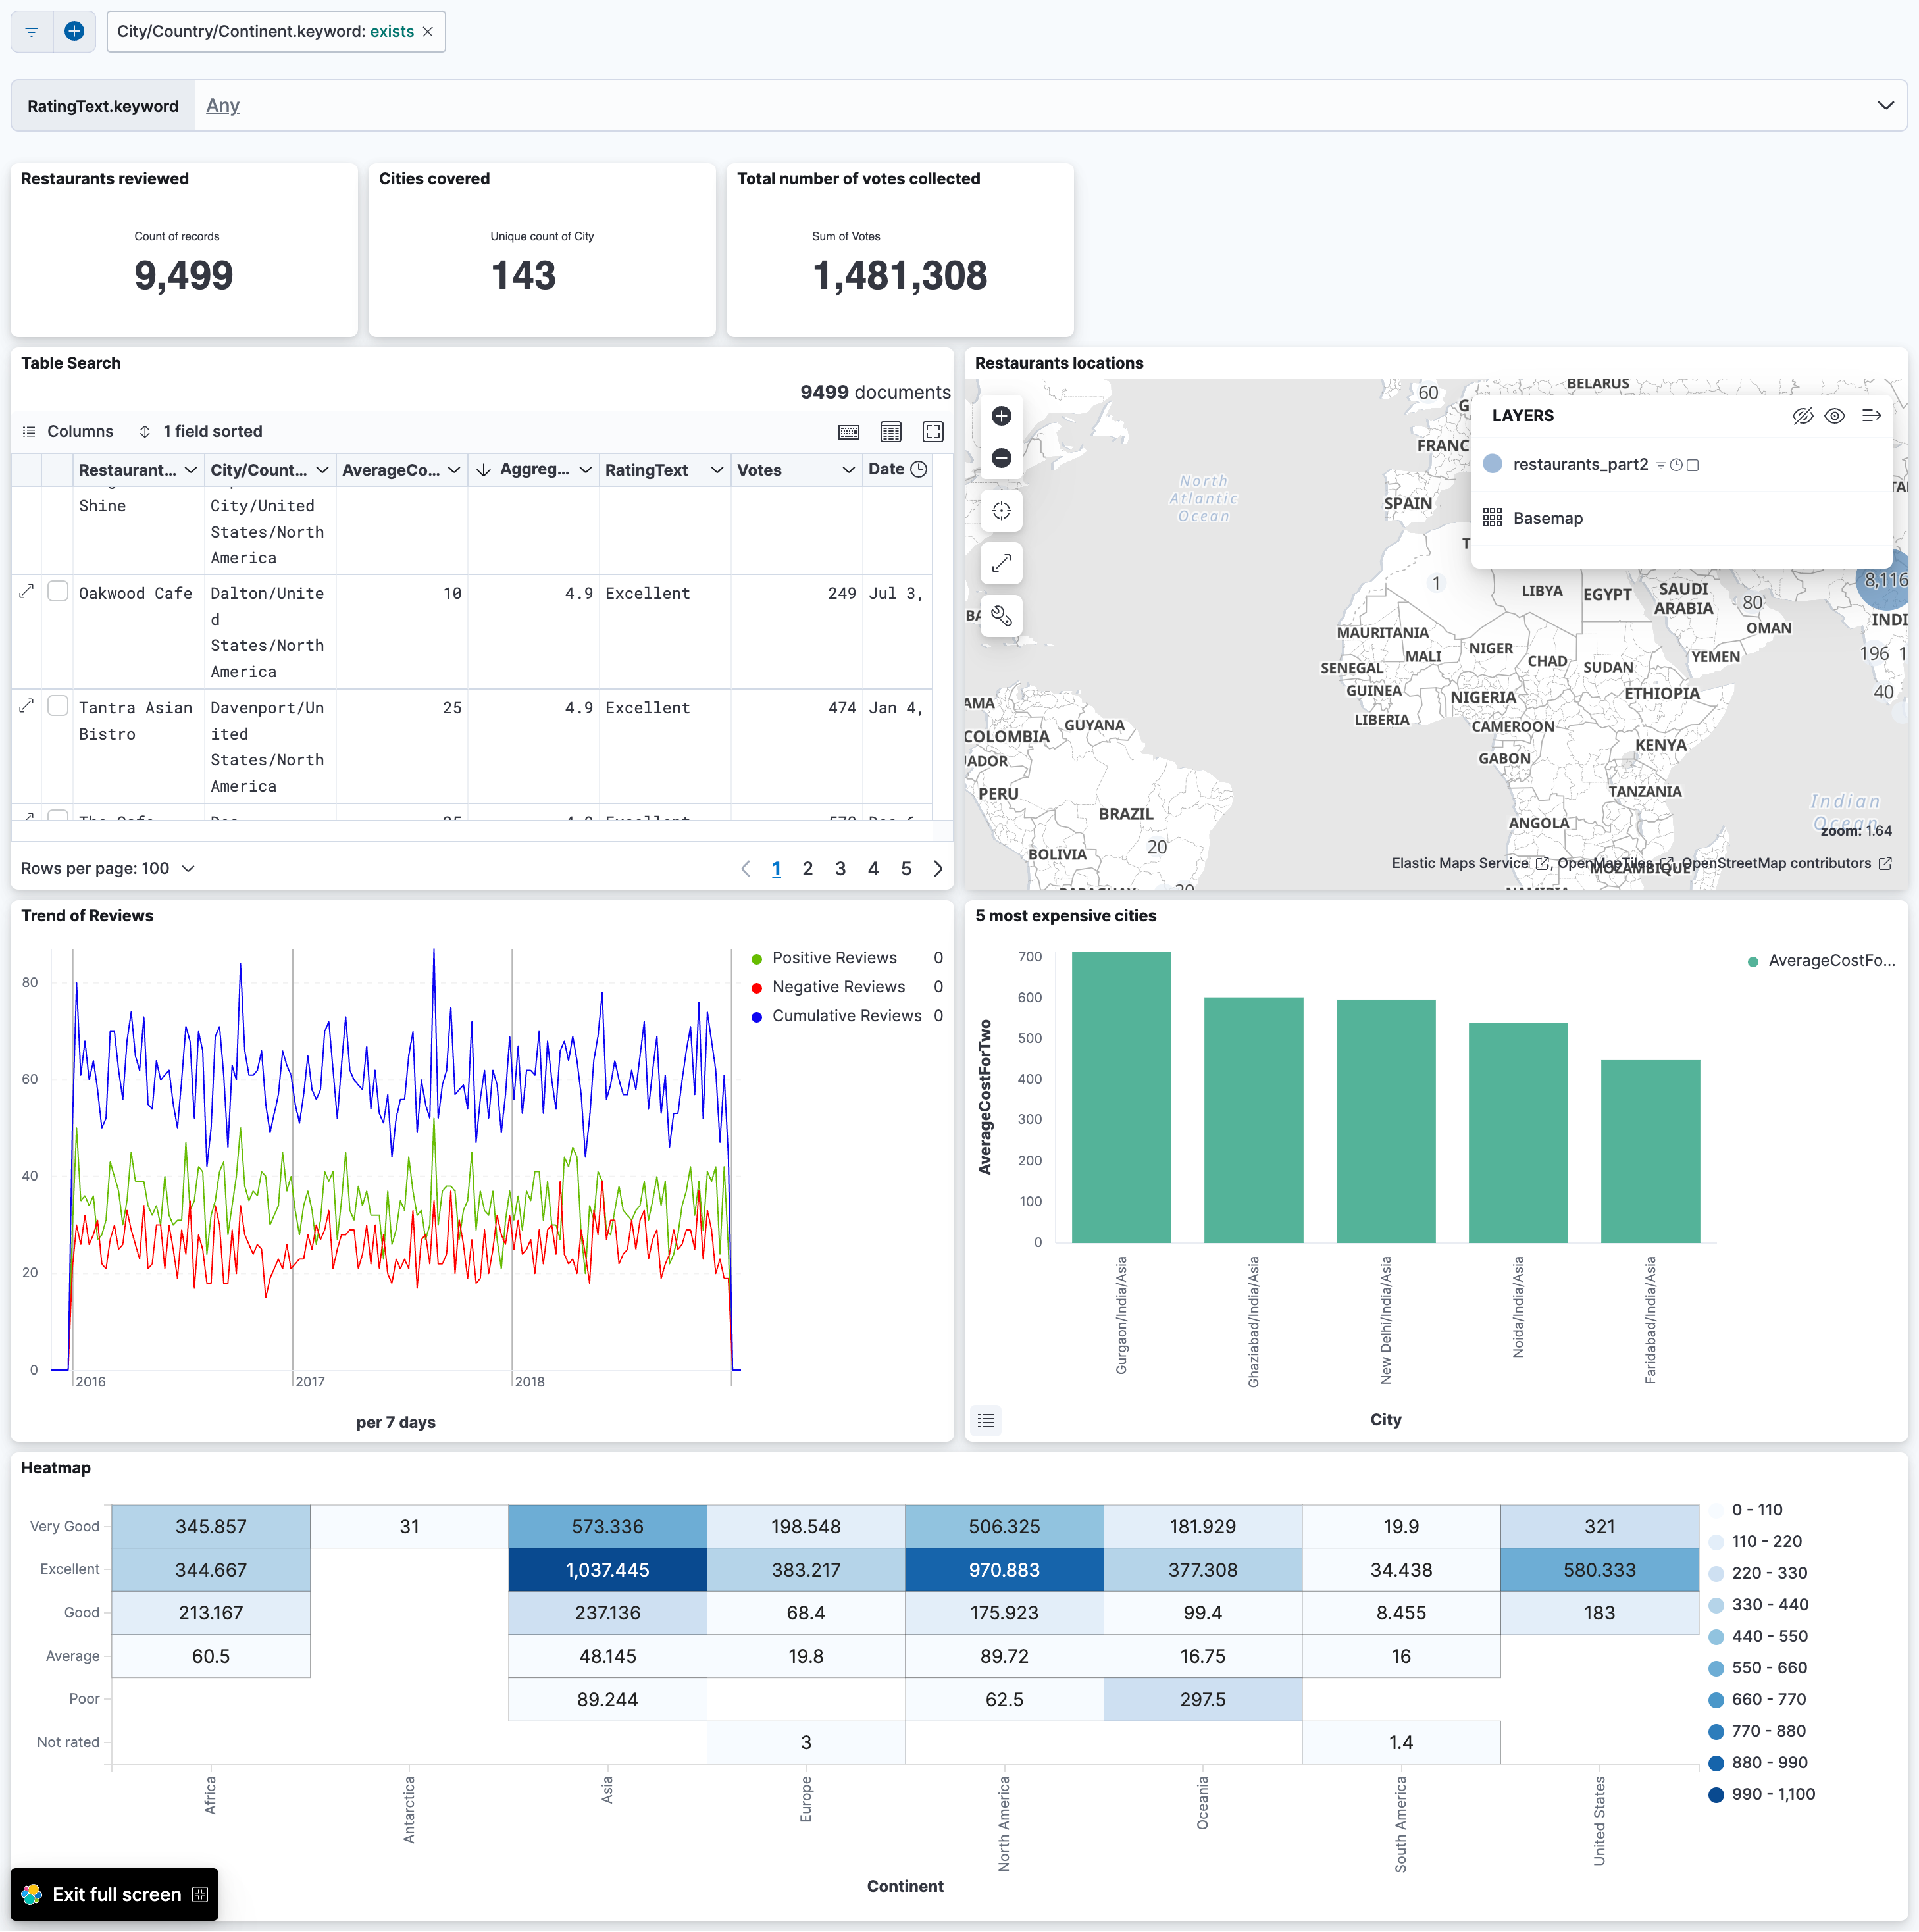 City/Country/Continent.keyword: exists
RatingText.keyword Any
Restaurants reviewed
Count of records
9,499
Cities covered
Unique count of City
143
Total number of votes collected
Sum of Votes
1,481,308
Table Search
9499 documents
Columns 1 field sorted
Restaurant... City/Count... AverageCo... Aggreg... RatingText Votes Date
Shine City/United
States/North
America
Oakwood Cafe Dalton/Unite 10 4.9 Excellent 249 Jul 3,
d
States/North
America
Tantra Asian Davenport/Un 25 4.9 Excellent 474 Jan 4,
Bistro ited
States/North
America
Rows per page: 100
1 2 3 4 5
Restaurants locations
BELARUS
60
LAYERS
restaurants_part2
Basemap
FRANC
North
Atlantic
Ocean
SPAIN
1
LIBYA
EGYPT
SAUDI
ARABIA
80
OMAN
8,116
INDI
MAURITANIA
MALI
NIGER
CHAD
SUDAN
YEMEN
196
SENEGAL
GUINEA
NIGERIA
ETHIOPIA
40
LIBERIA
CAMEROON
AMA
GUYANA
COLOMBIA
ADOR
GABON
KENYA
PERU
TANZANIA
BRAZIL
ANGOLA
Indian
Ocean
zoom: 1.64
20
BOLIVIA
Elastic Maps Service , OpenMapTiles , OpenStreetMap contributors
MOZAMBIQUE
PARAGUAY
20
NAMIBIA
Trend of Reviews
80
60
40
20
0
2016 2017 2018
per 7 days
Positive Reviews 0
Negative Reviews 0
Cumulative Reviews 0
5 most expensive cities
AverageCostForTwo
700
600
500
400
300
200
100
0
Gurgaon/India/Asia
Ghaziabad/India/Asia
New Delhi/India/Asia
Noida/India/Asia
Faridabad/India/Asia
City
AverageCostFo...
Heatmap
Very Good 345.857 31 573.336 198.548 506.325 181.929 19.9 321
Excellent 344.667 1,037.445 383.217 970.883 377.308 34.438 580.333
Good 213.167 237.136 68.4 175.923 99.4 8.455 183
Average 60.5 48.145 19.8 89.72 16.75 16
Poor 89.244 62.5 297.5
Not rated 3 1.4
Africa
Antarctica
Asia
Europe
North America
Oceania
South America
United States
Continent
0 - 110
110 - 220
220 - 330
330 - 440
440 - 550
550 - 660
660 - 770
770 - 880
880 - 990
990 - 1,100
Exit full screen